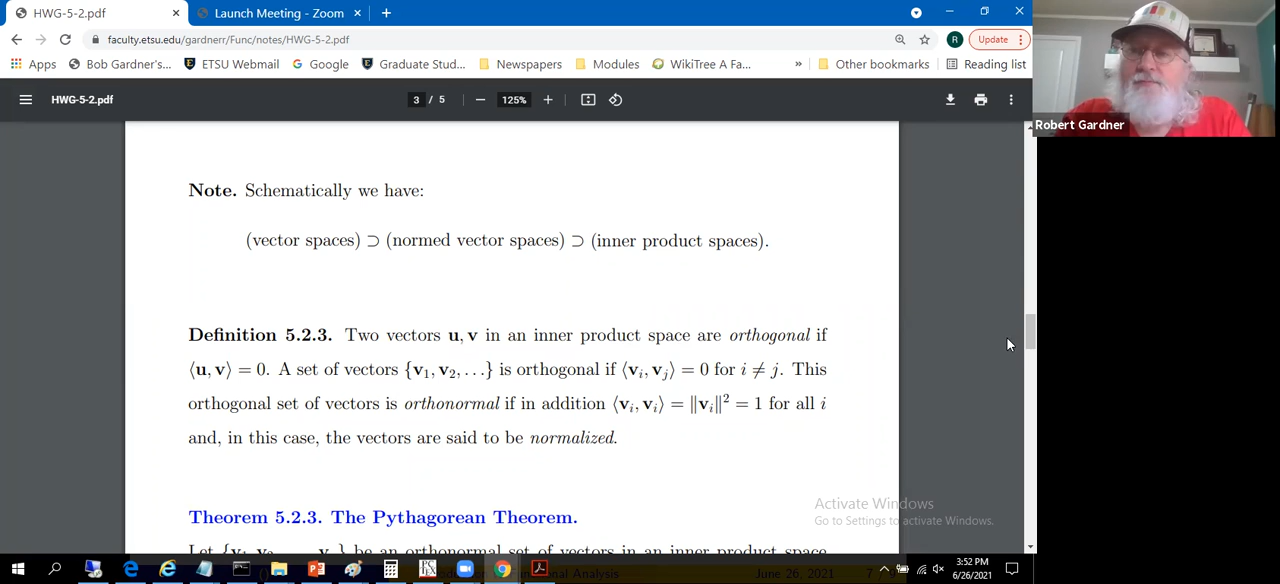 HWG-5-2.pdf
Launch Meeting - Zoom
faculty.etsu.edu/gardnerr/Func/notes/HWG-5-2.pdf
R
Update
Apps
Bob Gardner's...
ETSU Webmail
Google
Graduate Stud...
Newspapers
Modules
WikiTree A Fa...
»
Other bookmarks
Reading list
HWG-5-2.pdf
3 / 5
125%
Robert Gardner
Note. Schematically we have:
(vector spaces) ⊃ (normed vector spaces) ⊃ (inner product spaces).
Definition 5.2.3. Two vectors u, v in an inner product space are orthogonal if
⟨u, v⟩ = 0. A set of vectors {v₁, v₂, . . .} is orthogonal if ⟨vᵢ, vⱼ⟩ = 0 for i ≠ j. This
orthogonal set of vectors is orthonormal if in addition ⟨vᵢ, vᵢ⟩ = ‖vᵢ‖² = 1 for all i
and, in this case, the vectors are said to be normalized.
Activate Windows
Go to Settings to activate Windows.
Theorem 5.2.3. The Pythagorean Theorem.
Let {v₁, v₂, . . . , v } be an orthonormal set of vectors in an inner product space
3:52 PM
6/26/2021
Analysis
June 26, 2021